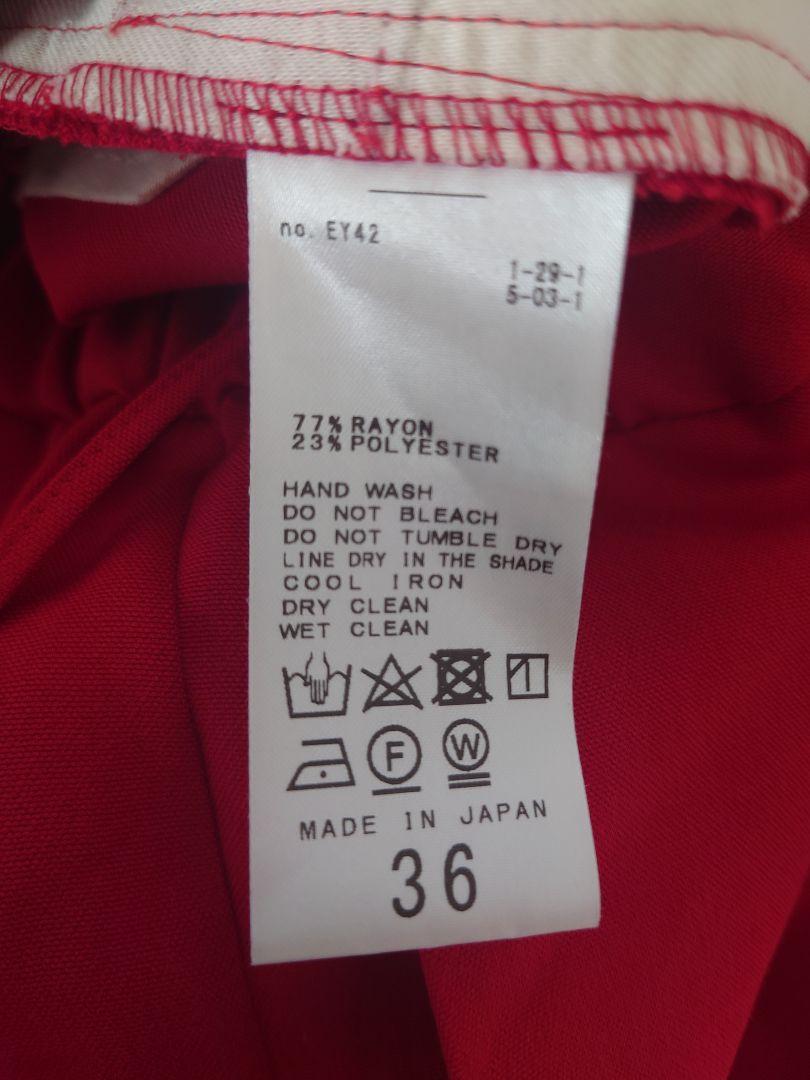 no. EY42
1-29-1
5-03-1
77% RAYON
23% POLYESTER
HAND WASH
DO NOT BLEACH
DO NOT TUMBLE DRY
LINE DRY IN THE SHADE
COOL IRON
DRY CLEAN
WET CLEAN
F W
MADE IN JAPAN
36